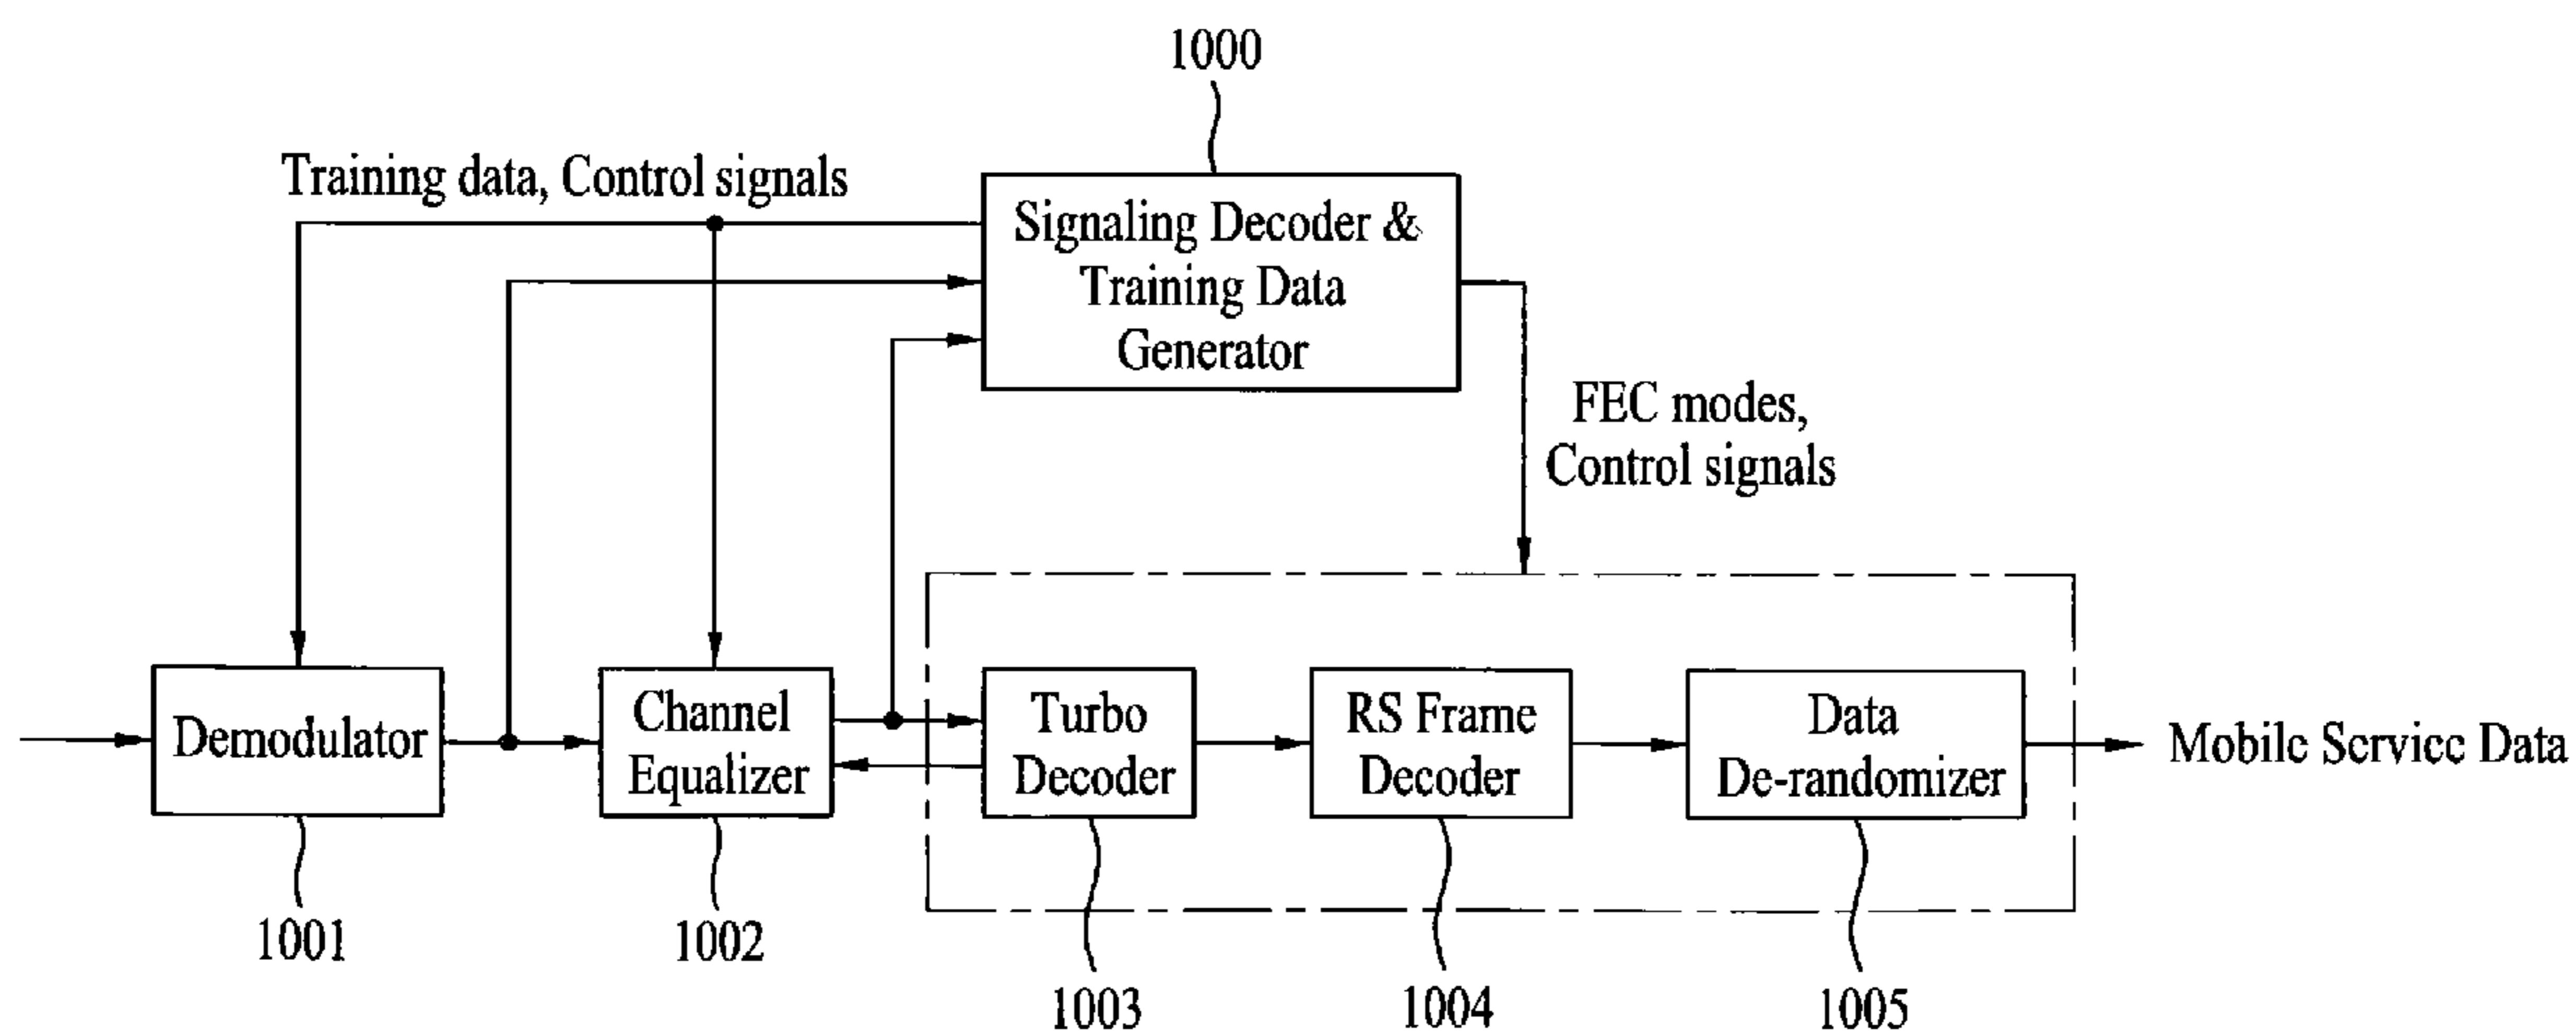 1000
Training data, Control signals
Signaling Decoder &
Training Data
Generator
FEC modes,
Control signals
Demodulator
Channel
Equalizer
Turbo
Decoder
RS Frame
Decoder
Data
De-randomizer
Mobile Service Data
1001
1002
1003
1004
1005